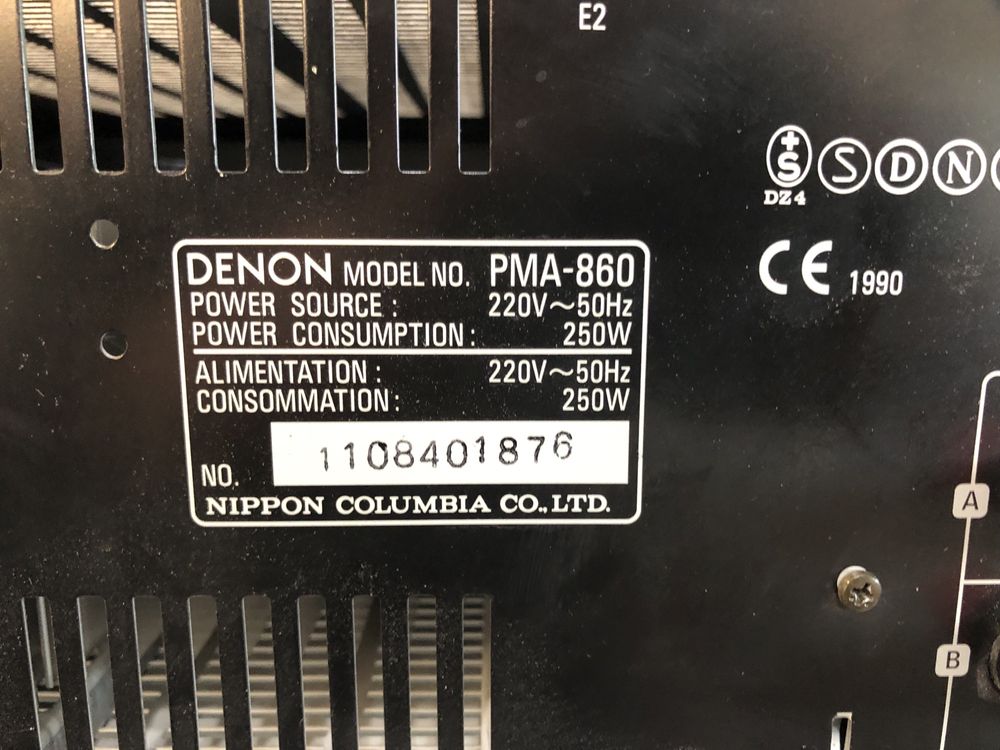 E2
+
S
DZ4
S D N
CE 1990
DENON MODEL NO. PMA-860
POWER SOURCE : 220V~50Hz
POWER CONSUMPTION : 250W
ALIMENTATION : 220V~50Hz
CONSOMMATION : 250W
NO. 1108401876
NIPPON COLUMBIA CO., LTD.
A
B